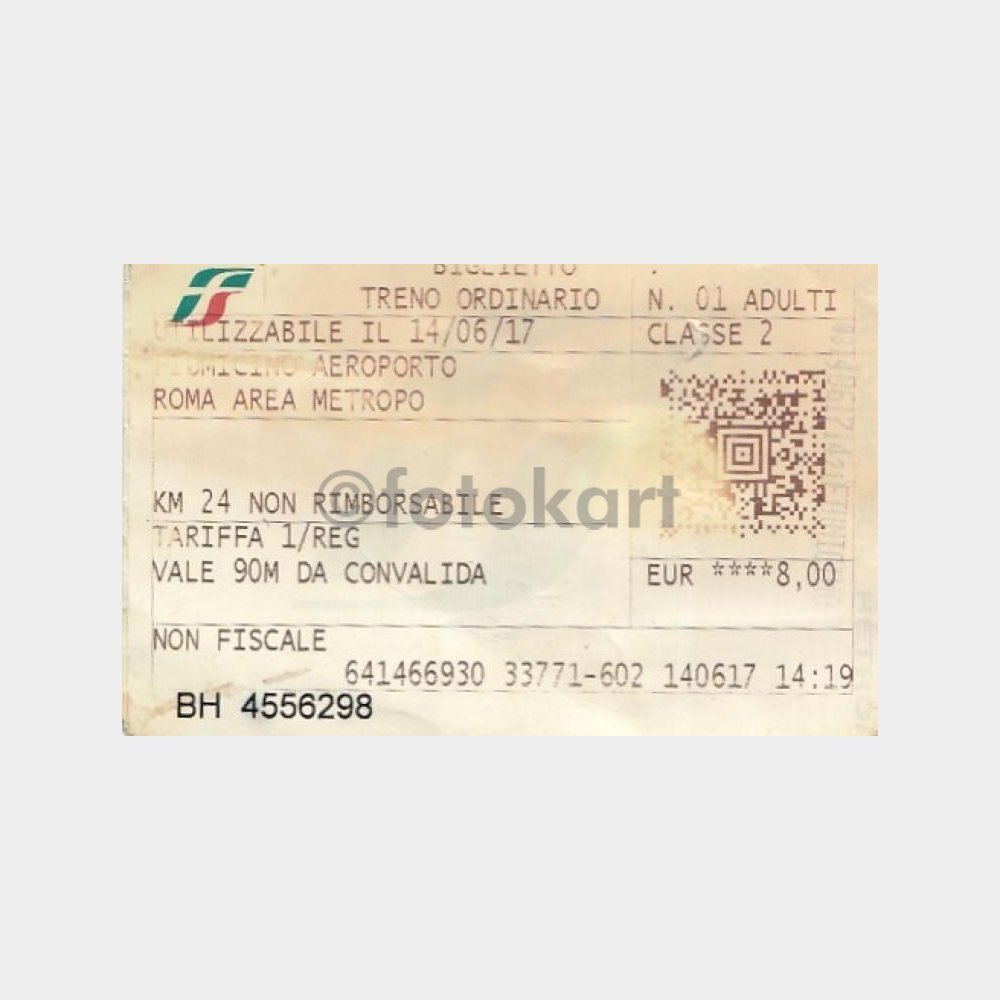 BIGLIETTO
TRENO ORDINARIO N. 01 ADULTI
UTILIZZABILE IL 14/06/17 CLASSE 2
FIUMICINO AEROPORTO
ROMA AREA METROPO
©fotokart
KM 24 NON RIMBORSABILE
TARIFFA 1/REG
VALE 90M DA CONVALIDA EUR ****8,00
NON FISCALE
641466930 33771-602 140617 14:19
BH 4556298